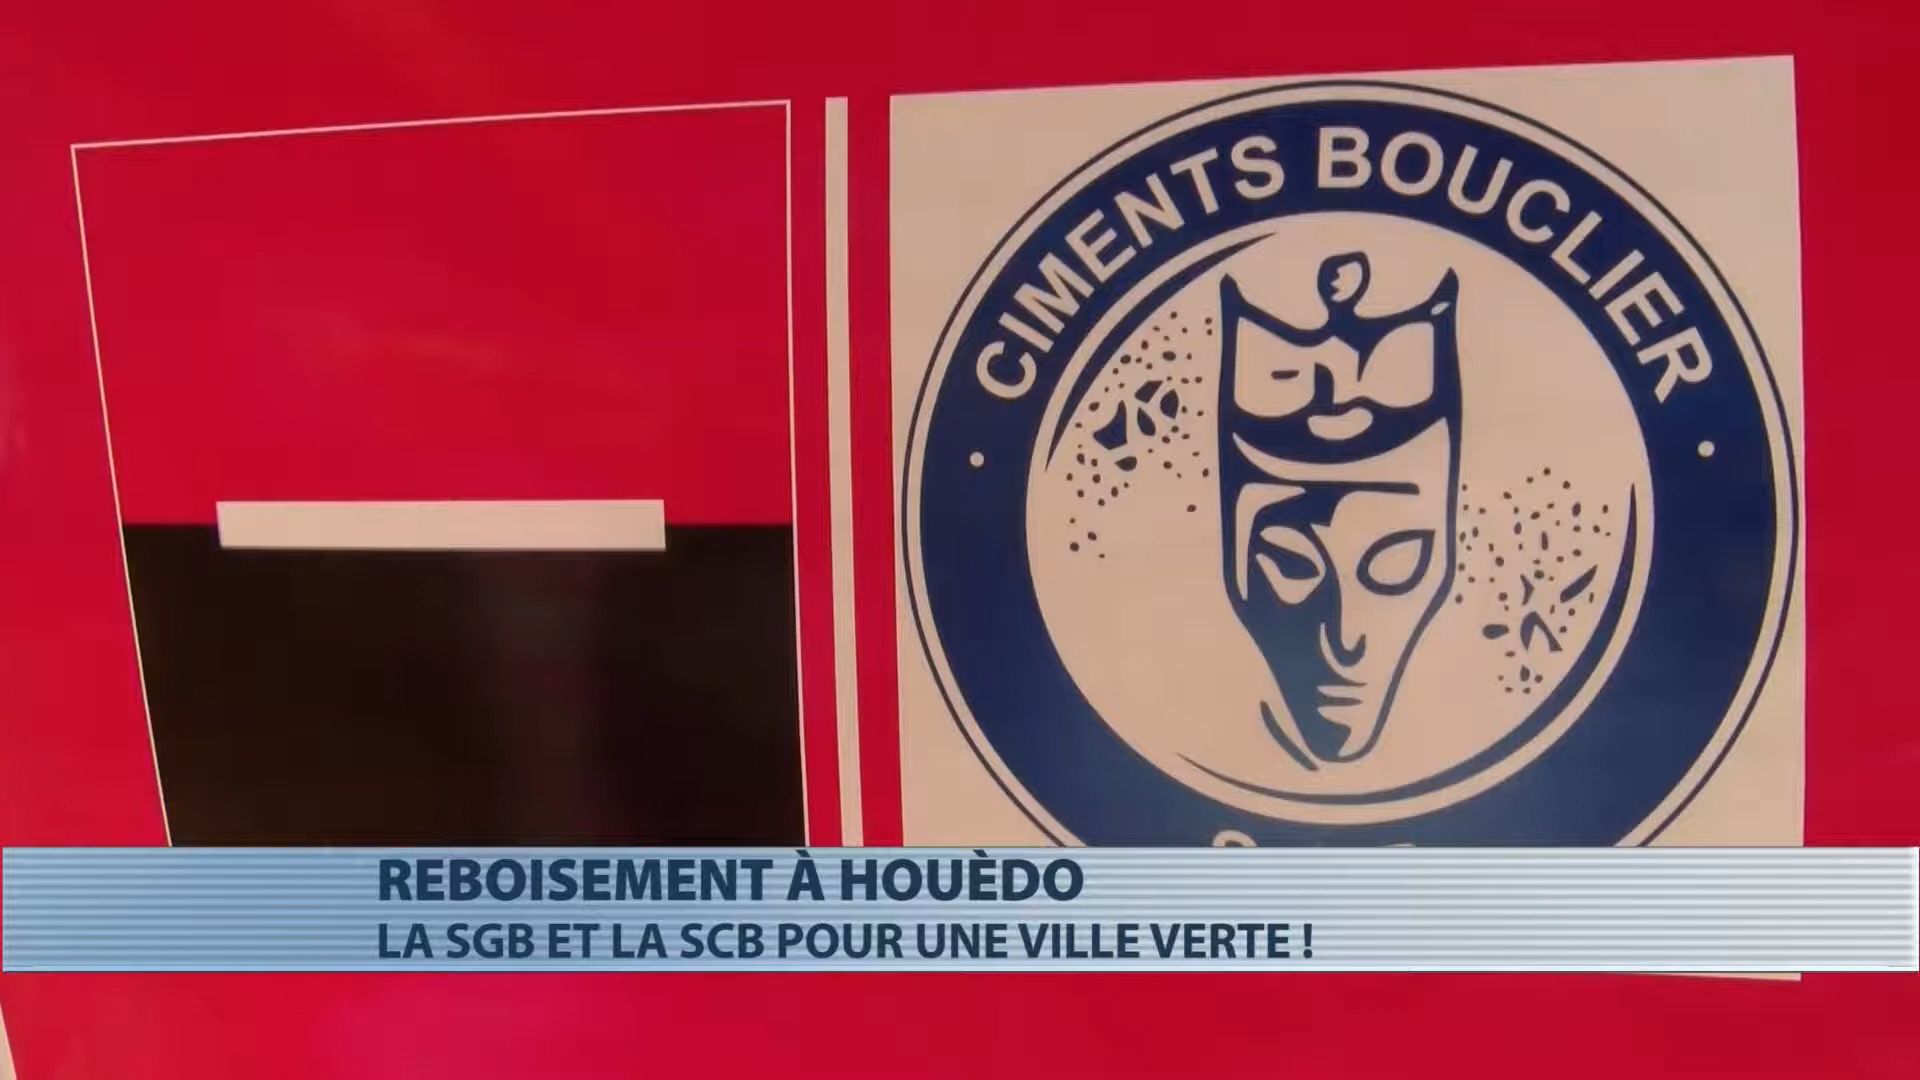 CIMENTS BOUCLIER
REBOISEMENT À HOUÈDO
LA SGB ET LA SCB POUR UNE VILLE VERTE !